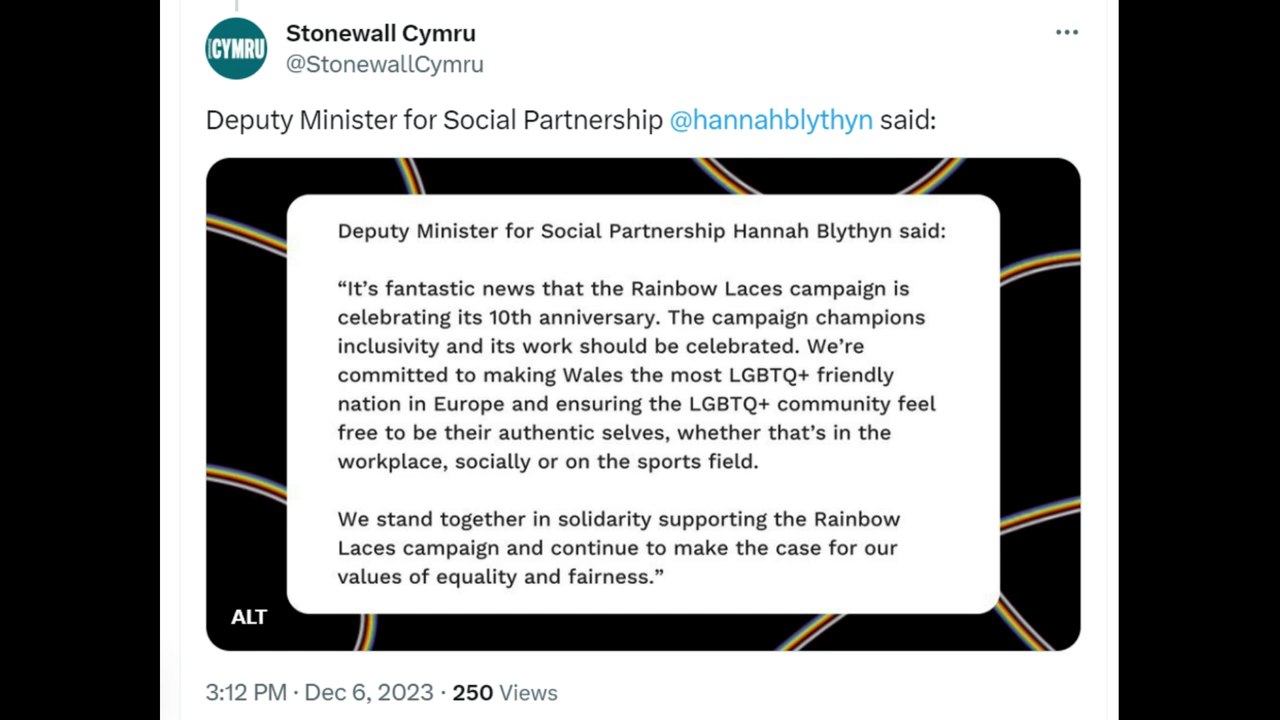 CYMRU
Stonewall Cymru
@StonewallCymru
Deputy Minister for Social Partnership @hannahblythyn said:
Deputy Minister for Social Partnership Hannah Blythyn said:
“It’s fantastic news that the Rainbow Laces campaign is
celebrating its 10th anniversary. The campaign champions
inclusivity and its work should be celebrated. We’re
committed to making Wales the most LGBTQ+ friendly
nation in Europe and ensuring the LGBTQ+ community feel
free to be their authentic selves, whether that’s in the
workplace, socially or on the sports field.
We stand together in solidarity supporting the Rainbow
Laces campaign and continue to make the case for our
values of equality and fairness.”
ALT
3:12 PM · Dec 6, 2023 · 250 Views